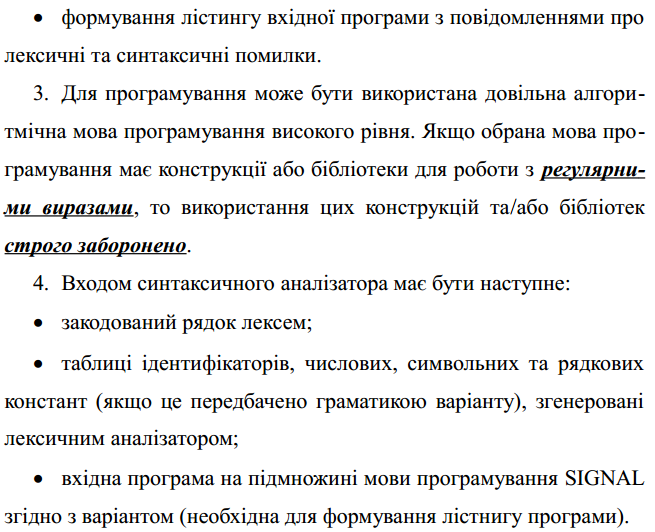 • формування лістингу вхідної програми з повідомленнями про
лексичні та синтаксичні помилки.
3. Для програмування може бути використана довільна алгори-
тмічна мова програмування високого рівня. Якщо обрана мова про-
грамування має конструкції або бібліотеки для роботи з регулярни-
ми виразами, то використання цих конструкцій та/або бібліотек
строго заборонено.
4. Входом синтаксичного аналізатора має бути наступне:
• закодований рядок лексем;
• таблиці ідентифікаторів, числових, символьних та рядкових
констант (якщо це передбачено граматикою варіанту), згенеровані
лексичним аналізатором;
• вхідна програма на підмножині мови програмування SIGNAL
згідно з варіантом (необхідна для формування лістнигу програми).